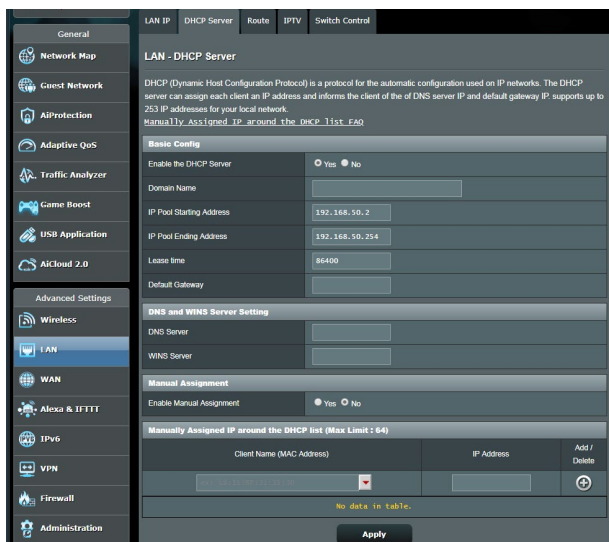 General
Network Map
Guest Network
AiProtection
Adaptive QoS
Traffic Analyzer
Game Boost
USB Application
AiCloud 2.0
Advanced Settings
Wireless
LAN
WAN
Alexa & IFTTT
IPv6
VPN
Firewall
Administration
LAN IP DHCP Server Route IPTV Switch Control
LAN - DHCP Server
DHCP (Dynamic Host Configuration Protocol) is a protocol for the automatic configuration used on IP networks. The DHCP
server can assign each client an IP address and informs the client of the of DNS server IP and default gateway IP. supports up to
253 IP addresses for your local network.
Manually Assigned IP around the DHCP list FAQ
Basic Config
Enable the DHCP Server Yes No
Domain Name
IP Pool Starting Address 192.168.50.2
IP Pool Ending Address 192.168.50.254
Lease time 86400
Default Gateway
DNS and WINS Server Setting
DNS Server
WINS Server
Manual Assignment
Enable Manual Assignment Yes No
Manually Assigned IP around the DHCP list (Max Limit : 64)
Client Name (MAC Address) IP Address Add /
Delete
No data in table.
Apply